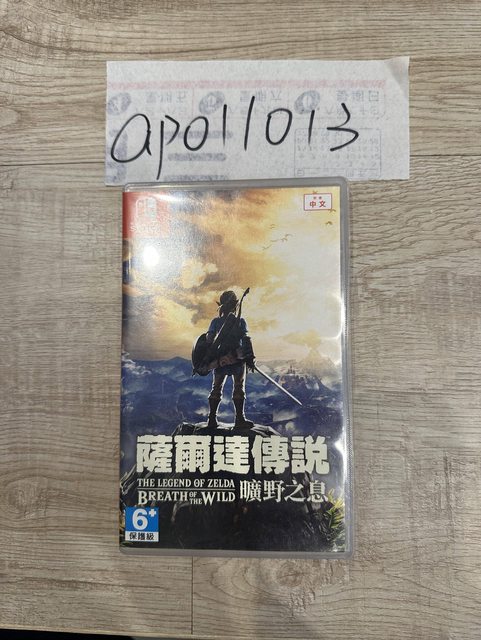 apo11013
中文
薩爾達傳說
THE LEGEND OF ZELDA
BREATH OF THE WILD
曠野之息
6+
保護級